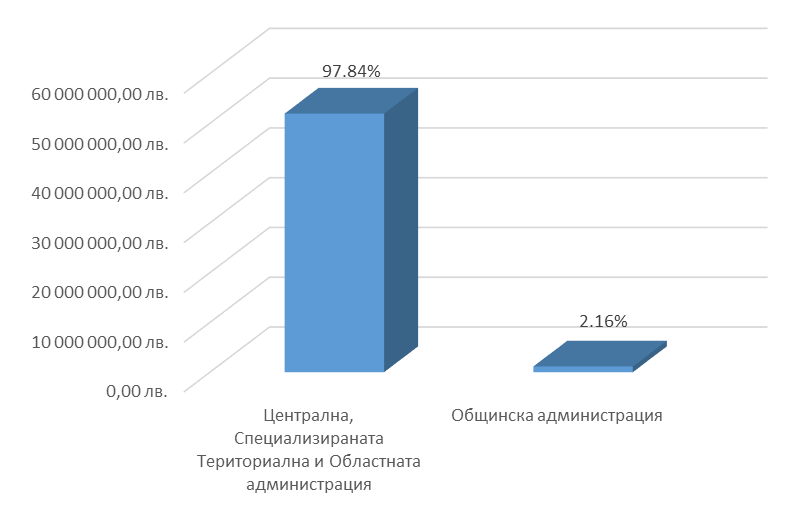 97.84%
60 000 000,00 лв.
50 000 000,00 лв.
40 000 000,00 лв.
30 000 000,00 лв.
20 000 000,00 лв.
2.16%
10 000 000,00 лв.
0,00 лв.
Централна,
Специализираната
Териториална и Областната
администрация
Общинска администрация